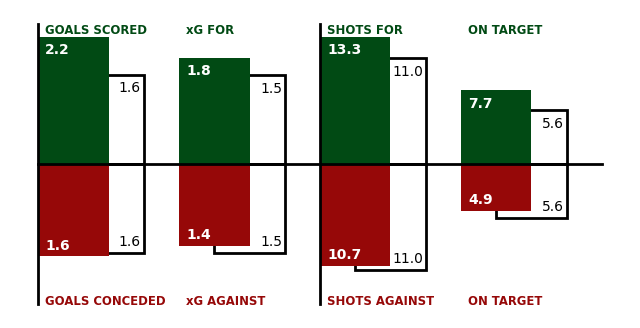 GOALS SCORED xG FOR SHOTS FOR ON TARGET
2.2 1.6 1.8 1.5 13.3 11.0 7.7 5.6
1.6 1.6 1.4 1.5 10.7 11.0 4.9 5.6
GOALS CONCEDED xG AGAINST SHOTS AGAINST ON TARGET